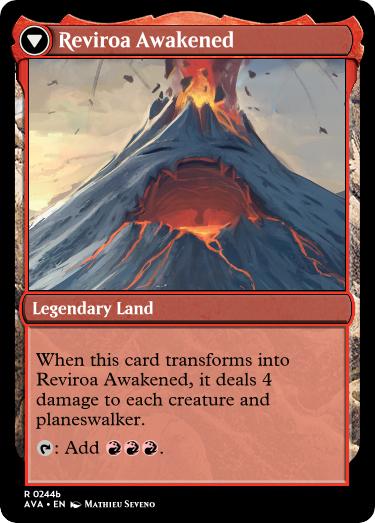 Reviroa Awakened
Legendary Land
When this card transforms into
Reviroa Awakened, it deals 4
damage to each creature and
planeswalker.
: Add .
R 0244b
AVA • EN Mathieu Seveno